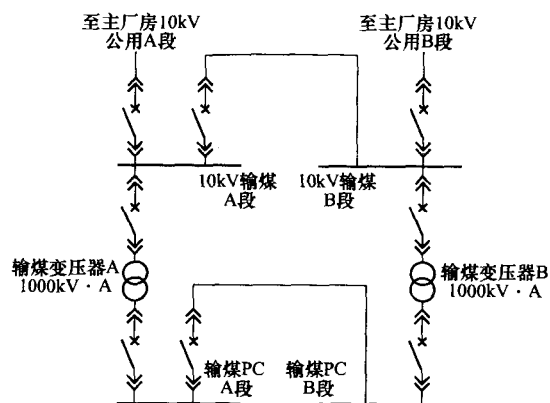 至主厂房10kV
公用A段
至主厂房10kV
公用B段
10kV输煤
A段
10kV输煤
B段
输煤变压器A
1000kV·A
输煤变压器B
1000kV·A
输煤PC
A段
输煤PC
B段